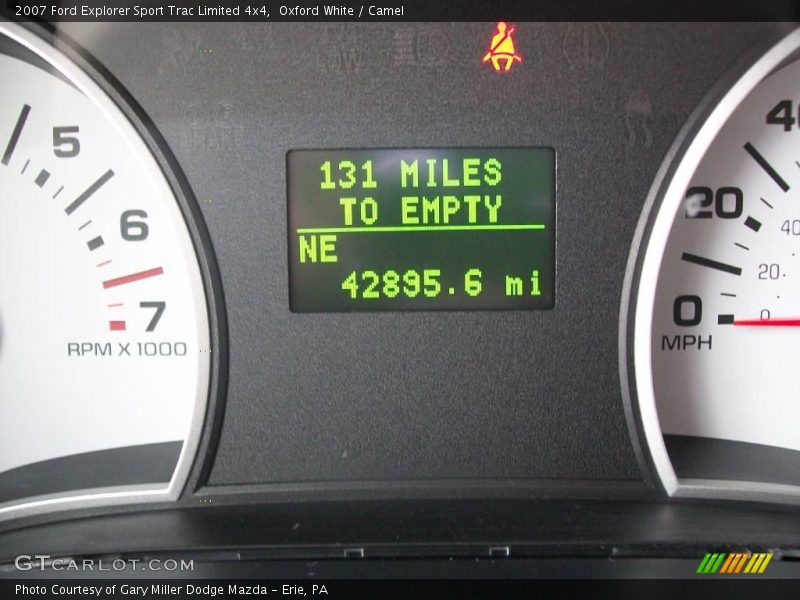 2007 Ford Explorer Sport Trac Limited 4x4,  Oxford White / Camel
5
6
7
RPM X 1000
131 MILES
TO EMPTY
NE
42895.6 mi
40
20
0
MPH
40
20
0
GTCARLOT.COM
Photo Courtesy of Gary Miller Dodge Mazda - Erie, PA